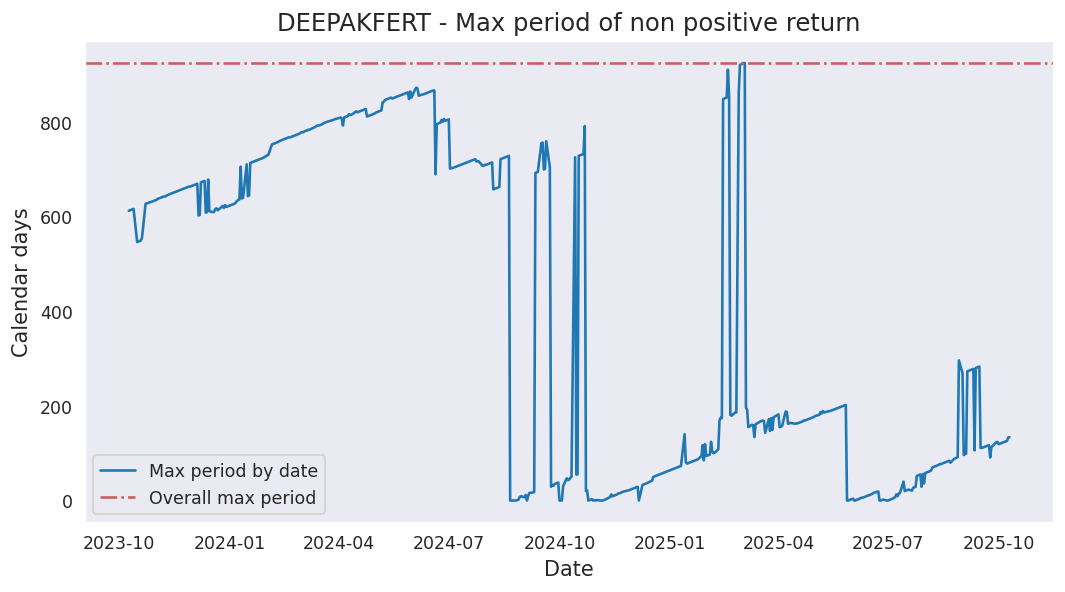 DEEPAKFERT - Max period of non positive return
Calendar days
800
600
400
200
0
Max period by date
Overall max period
2023-10
2024-01
2024-04
2024-07
2024-10
2025-01
2025-04
2025-07
2025-10
Date